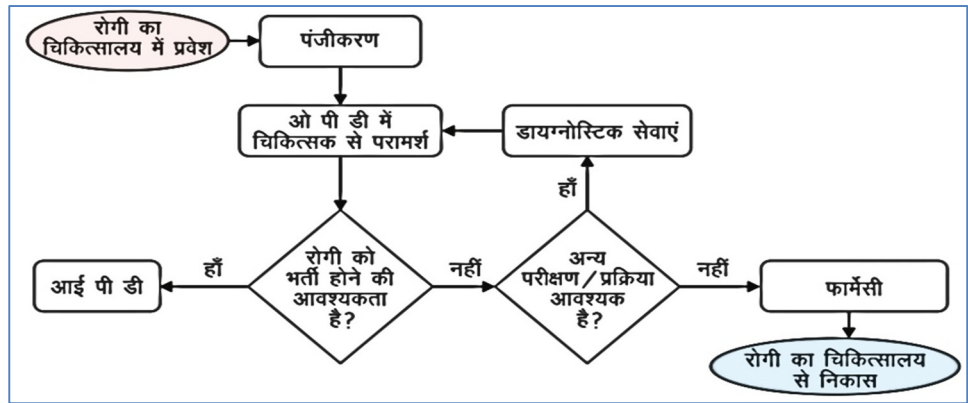 रोगी का
चिकित्सालय में प्रवेश
पंजीकरण
ओ पी डी में
चिकित्सक से परामर्श
डायग्नोस्टिक सेवाएं
हाँ
रोगी को
भर्ती होने की
आवश्यकता
है?
हाँ
आई पी डी
नहीं
अन्य
परीक्षण/प्रक्रिया
आवश्यक
है?
नहीं
फार्मेसी
रोगी का चिकित्सालय
से निकास